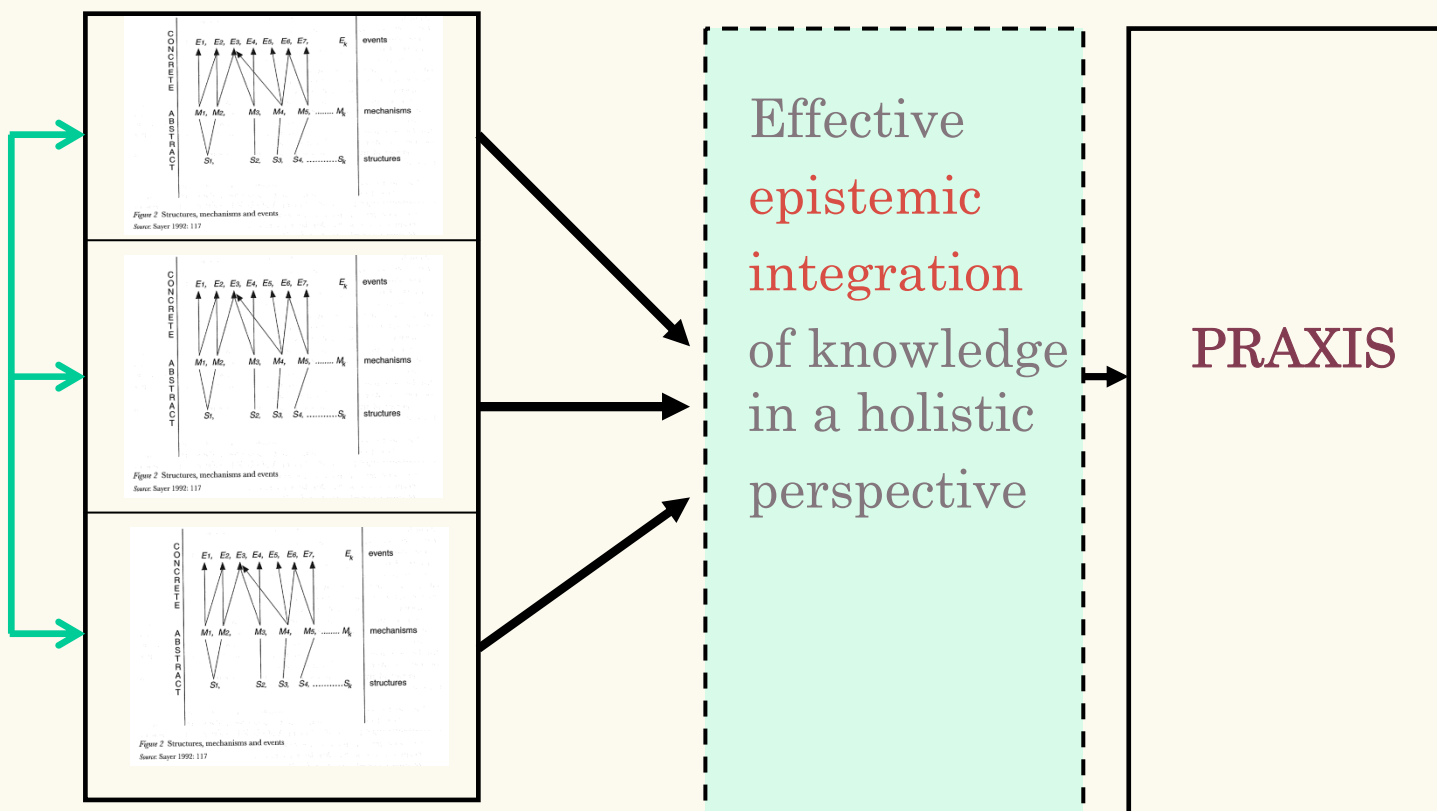 CONCRETE
E1, E2, E3, E4, E5, E6, E7, Ek events
ABSTRACT
M1, M2, M3, M4, M5, ........ Mk mechanisms
S1, S2, S3, S4, ............Sk structures
Figure 2 Structures, mechanisms and events
Source: Sayer 1992: 117
CONCRETE
E1, E2, E3, E4, E5, E6, E7, Ek events
ABSTRACT
M1, M2, M3, M4, M5, ........ Mk mechanisms
S1, S2, S3, S4, ............Sk structures
Figure 2 Structures, mechanisms and events
Source: Sayer 1992: 117
CONCRETE
E1, E2, E3, E4, E5, E6, E7, Ek events
ABSTRACT
M1, M2, M3, M4, M5, ........ Mk mechanisms
S1, S2, S3, S4, ............Sk structures
Figure 2 Structures, mechanisms and events
Source: Sayer 1992: 117
Effective
epistemic
integration
of knowledge
in a holistic
perspective
PRAXIS